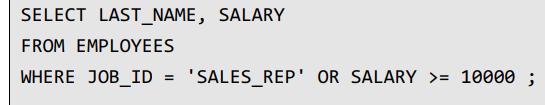 SELECT LAST_NAME, SALARY
FROM EMPLOYEES
WHERE JOB_ID = 'SALES_REP' OR SALARY >= 10000 ;